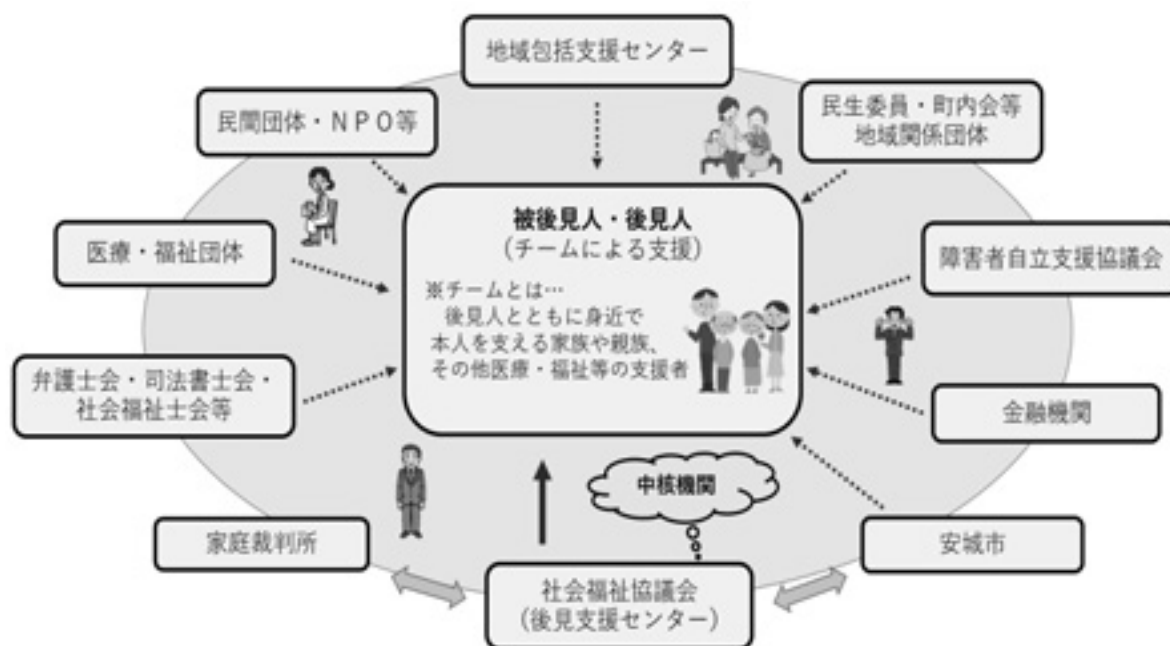 地域包括支援センター
民間団体・NPO等
民生委員・町内会等
地域関係団体
被後見人・後見人
(チームによる支援)
医療・福祉団体
障害者自立支援協議会
※チームとは…
後見人とともに身近で
本人を支える家族や親族、
その他医療・福祉等の支援者
弁護士会・司法書士会・
社会福祉士会等
金融機関
中核機関
家庭裁判所
安城市
社会福祉協議会
(後見支援センター)